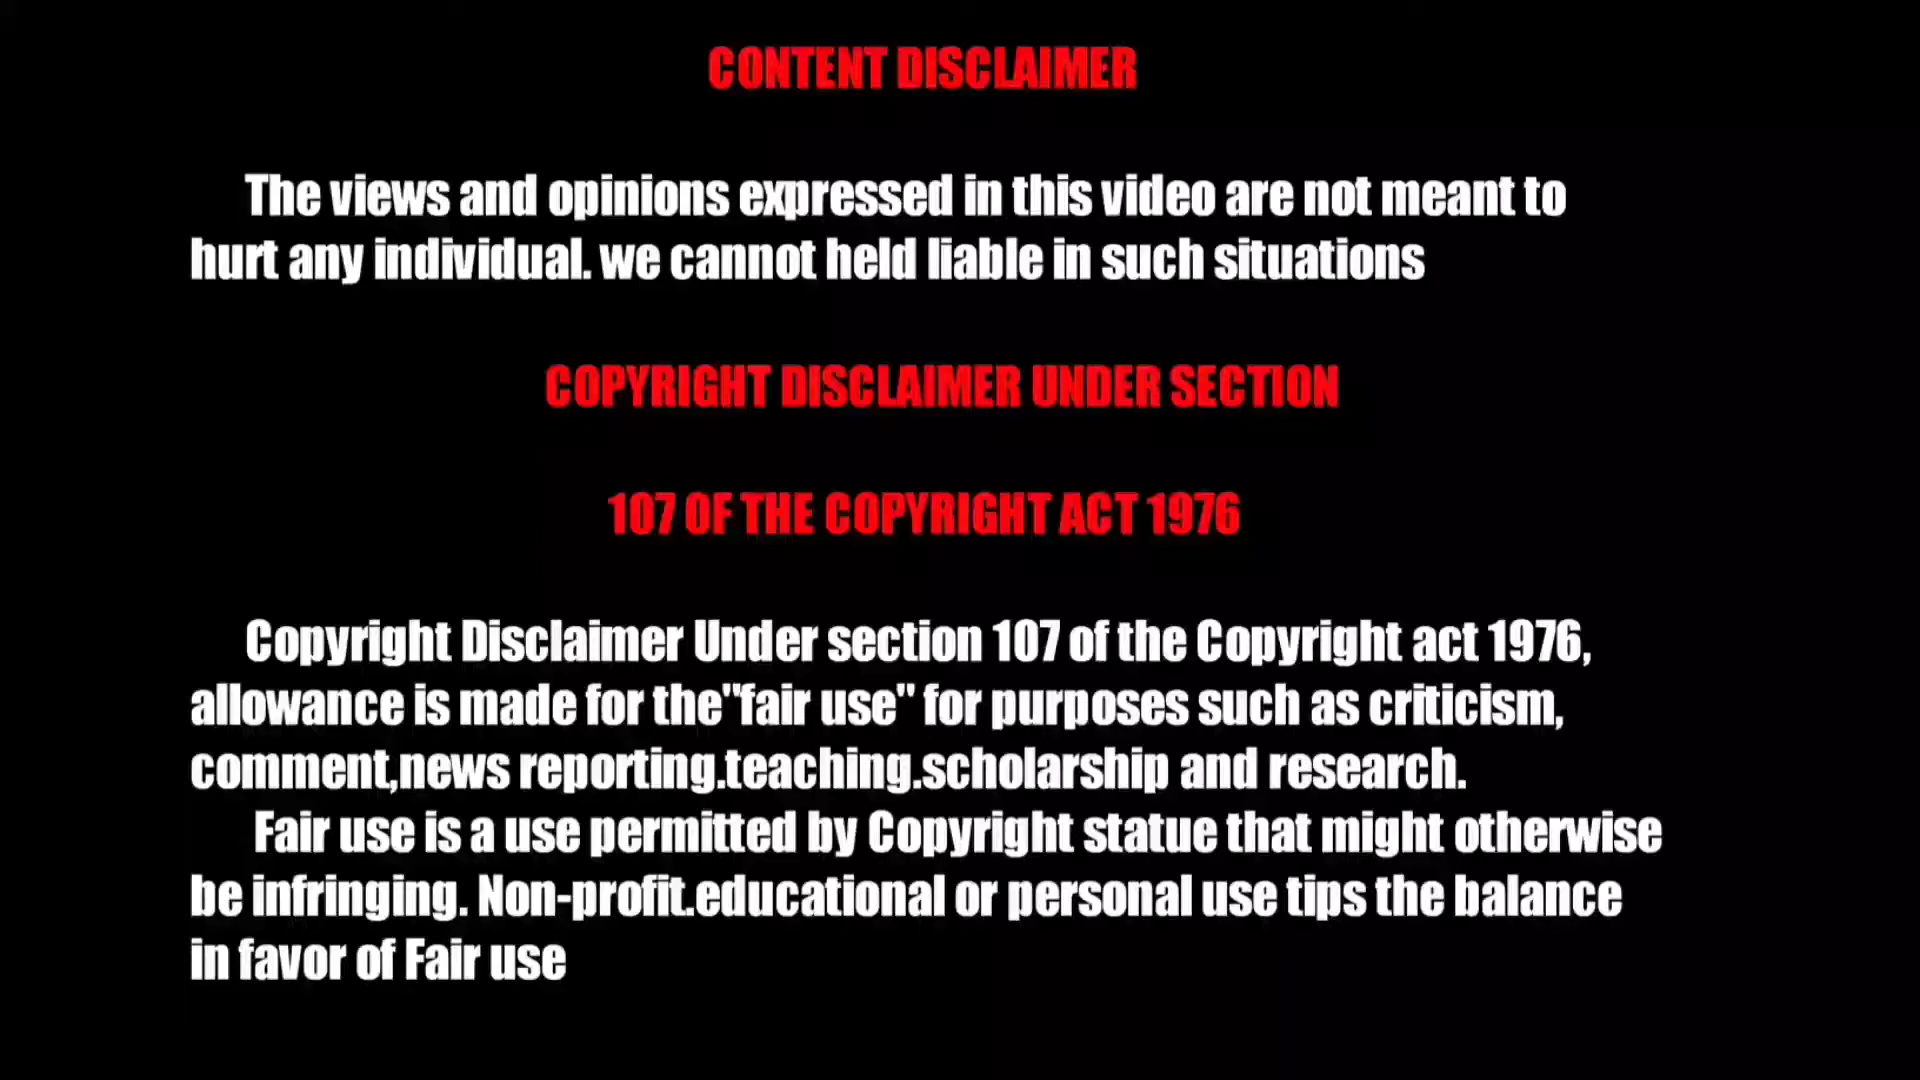 CONTENT DISCLAIMER
The views and opinions expressed in this video are not meant to
hurt any individual. we cannot held liable in such situations
COPYRIGHT DISCLAIMER UNDER SECTION
107 OF THE COPYRIGHT ACT 1976
Copyright Disclaimer Under section 107 of the Copyright act 1976,
allowance is made for the"fair use" for purposes such as criticism,
comment,news reporting.teaching.scholarship and research.
Fair use is a use permitted by Copyright statue that might otherwise
be infringing. Non-profit.educational or personal use tips the balance
in favor of Fair use